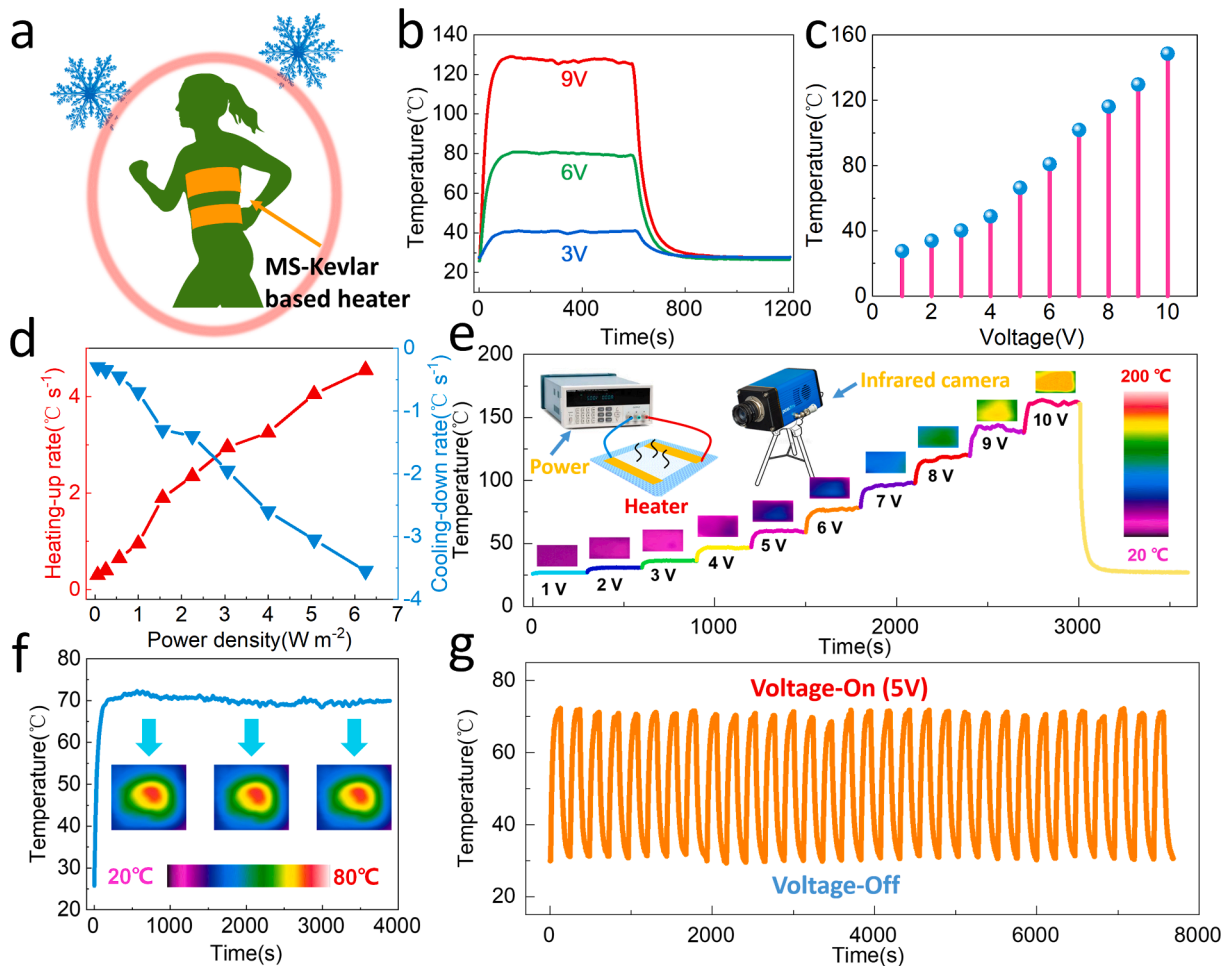 a
MS-Kevlar
based heater
b
140
120
100
80
60
40
20
Temperature(℃)
9V
6V
3V
0
400
800
1200
Time(s)
c
160
120
80
40
0
Temperature(℃)
2
4
6
8
10
Voltage(V)
d
4
2
0
Heating-up rate(℃ s-1)
0
-1
-2
-3
-4
Cooling-down rate(℃ s-1)
0
1
2
3
4
5
6
7
Power density(W m-2)
e
200
150
100
50
0
Temperature(℃)
Power
Heater
Infrared camera
1 V
2 V
3 V
4 V
5 V
6 V
7 V
8 V
9 V
10 V
200 ℃
20 ℃
0
1000
2000
3000
Time(s)
f
80
70
60
50
40
30
20
Temperature(℃)
20℃
80℃
0
1000
2000
3000
4000
Time(s)
g
80
60
40
20
Temperature(℃)
Voltage-On (5V)
Voltage-Off
0
2000
4000
6000
8000
Time(s)